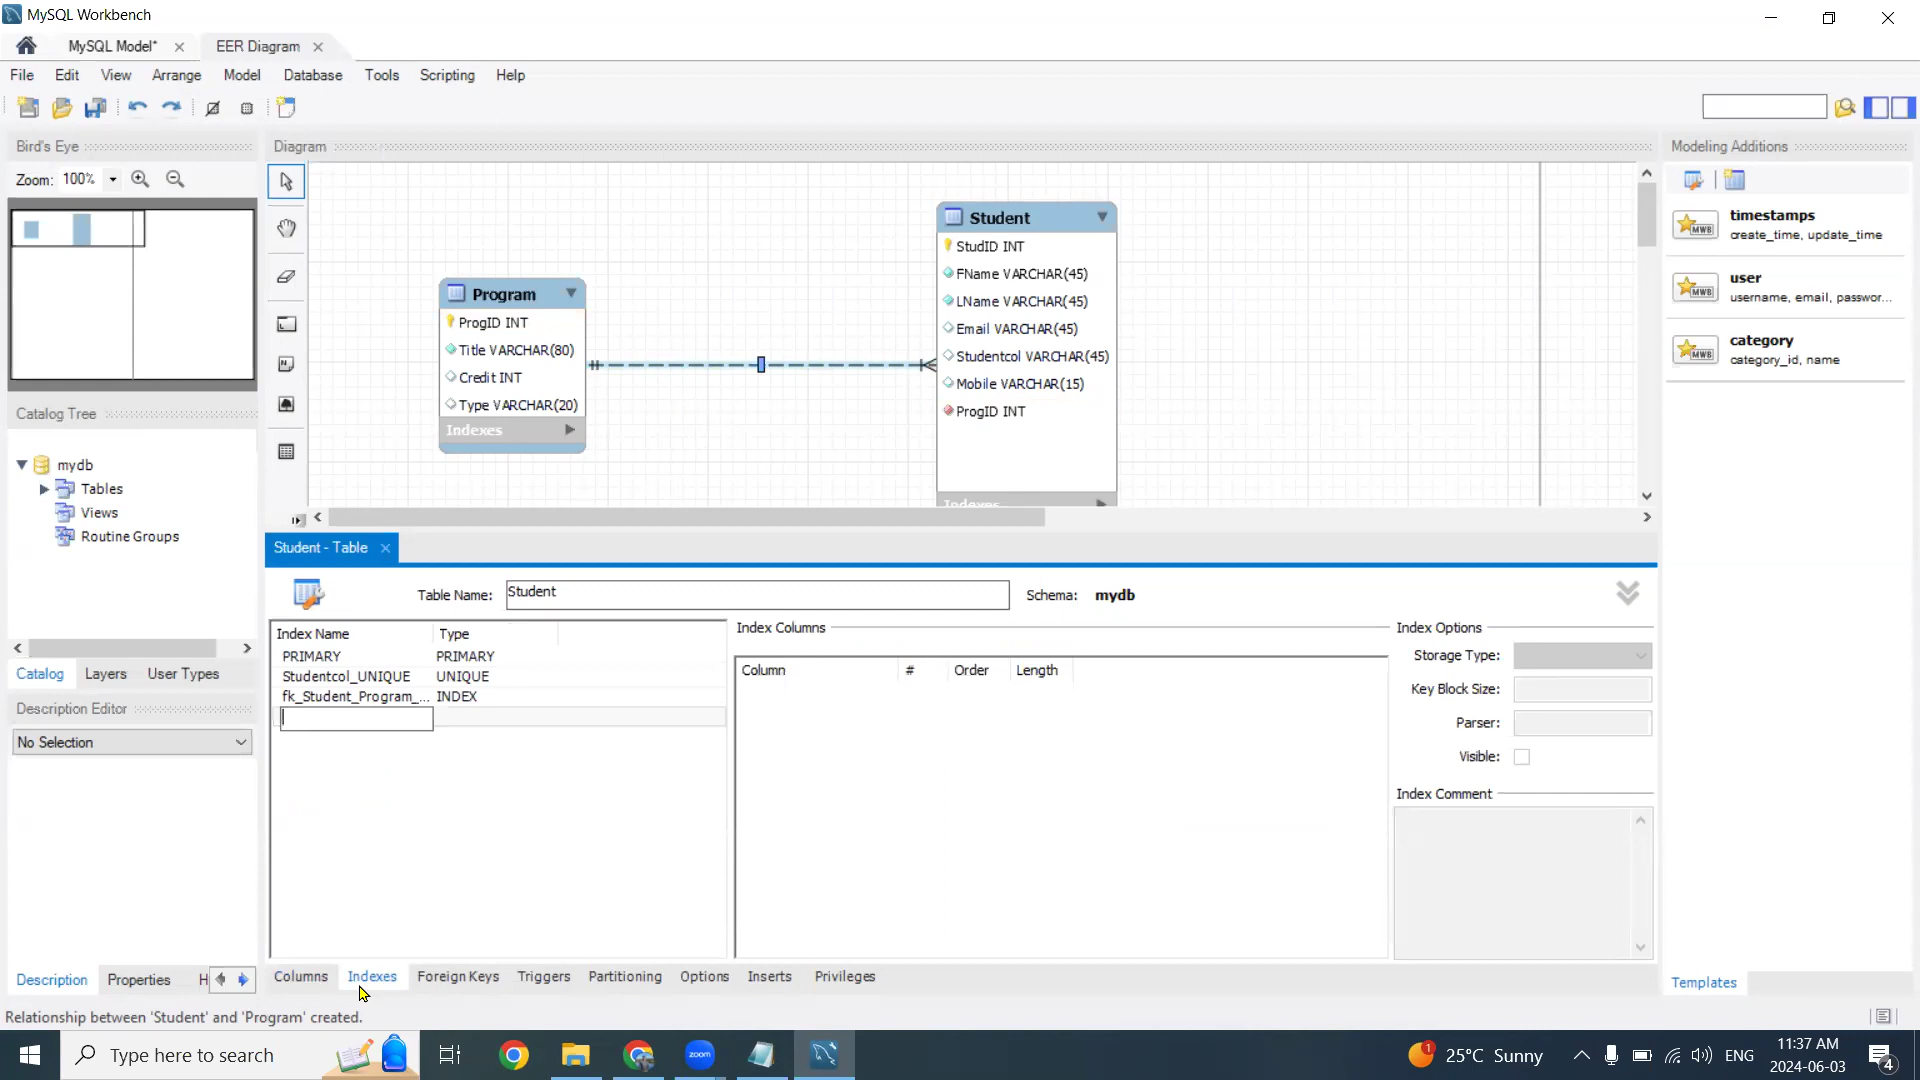 MySQL Workbench
MySQL Model*
EER Diagram
File Edit View Arrange Model Database Tools Scripting Help
Bird's Eye
Zoom: 100%
Catalog Tree
mydb
Tables
Views
Routine Groups
Catalog Layers User Types
Description Editor
No Selection
Description Properties H
Diagram
Program
ProgID INT
Title VARCHAR(80)
Credit INT
Type VARCHAR(20)
Indexes
Student
StudID INT
FName VARCHAR(45)
LName VARCHAR(45)
Email VARCHAR(45)
Studentcol VARCHAR(45)
Mobile VARCHAR(15)
ProgID INT
Indexes
Modeling Additions
timestamps
create_time, update_time
user
username, email, passwor...
category
category_id, name
Templates
Student - Table
Table Name: Student Schema: mydb
Index Name Type
PRIMARY PRIMARY
Studentcol_UNIQUE UNIQUE
fk_Student_Program_... INDEX
Index Columns
Column # Order Length
Index Options
Storage Type:
Key Block Size:
Parser:
Visible:
Index Comment
Columns Indexes Foreign Keys Triggers Partitioning Options Inserts Privileges
Relationship between 'Student' and 'Program' created.
Type here to search
zoom
1
25°C Sunny
ENG
11:37 AM
2024-06-03
4